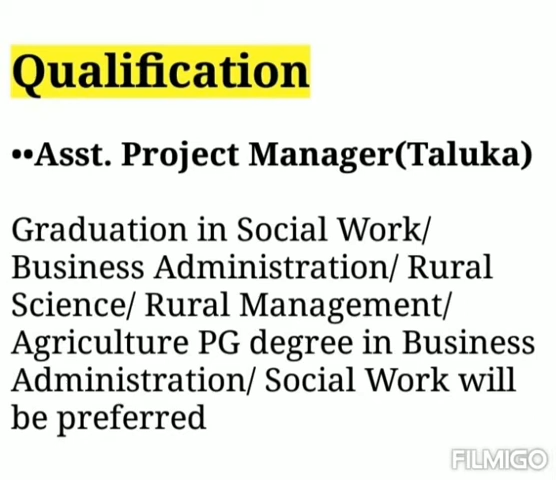 Qualification
••Asst. Project Manager(Taluka)
Graduation in Social Work/
Business Administration/ Rural
Science/ Rural Management/
Agriculture PG degree in Business
Administration/ Social Work will
be preferred
FILMIGO